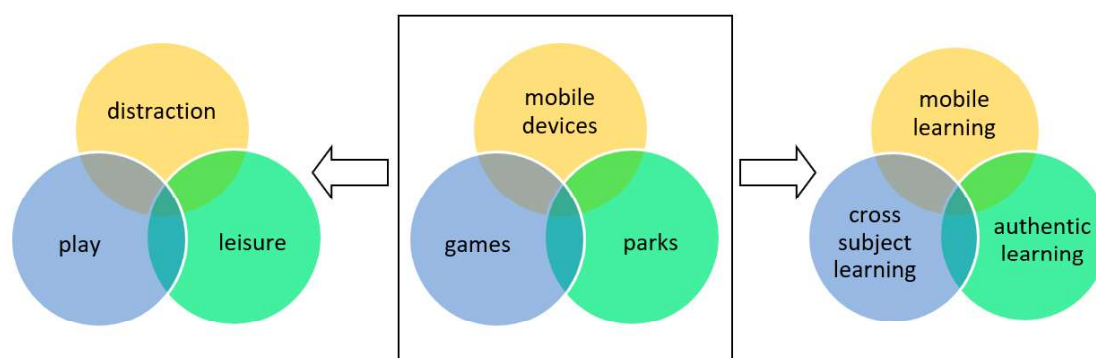 distraction
play
leisure
mobile
devices
games
parks
mobile
learning
cross
subject
learning
authentic
learning